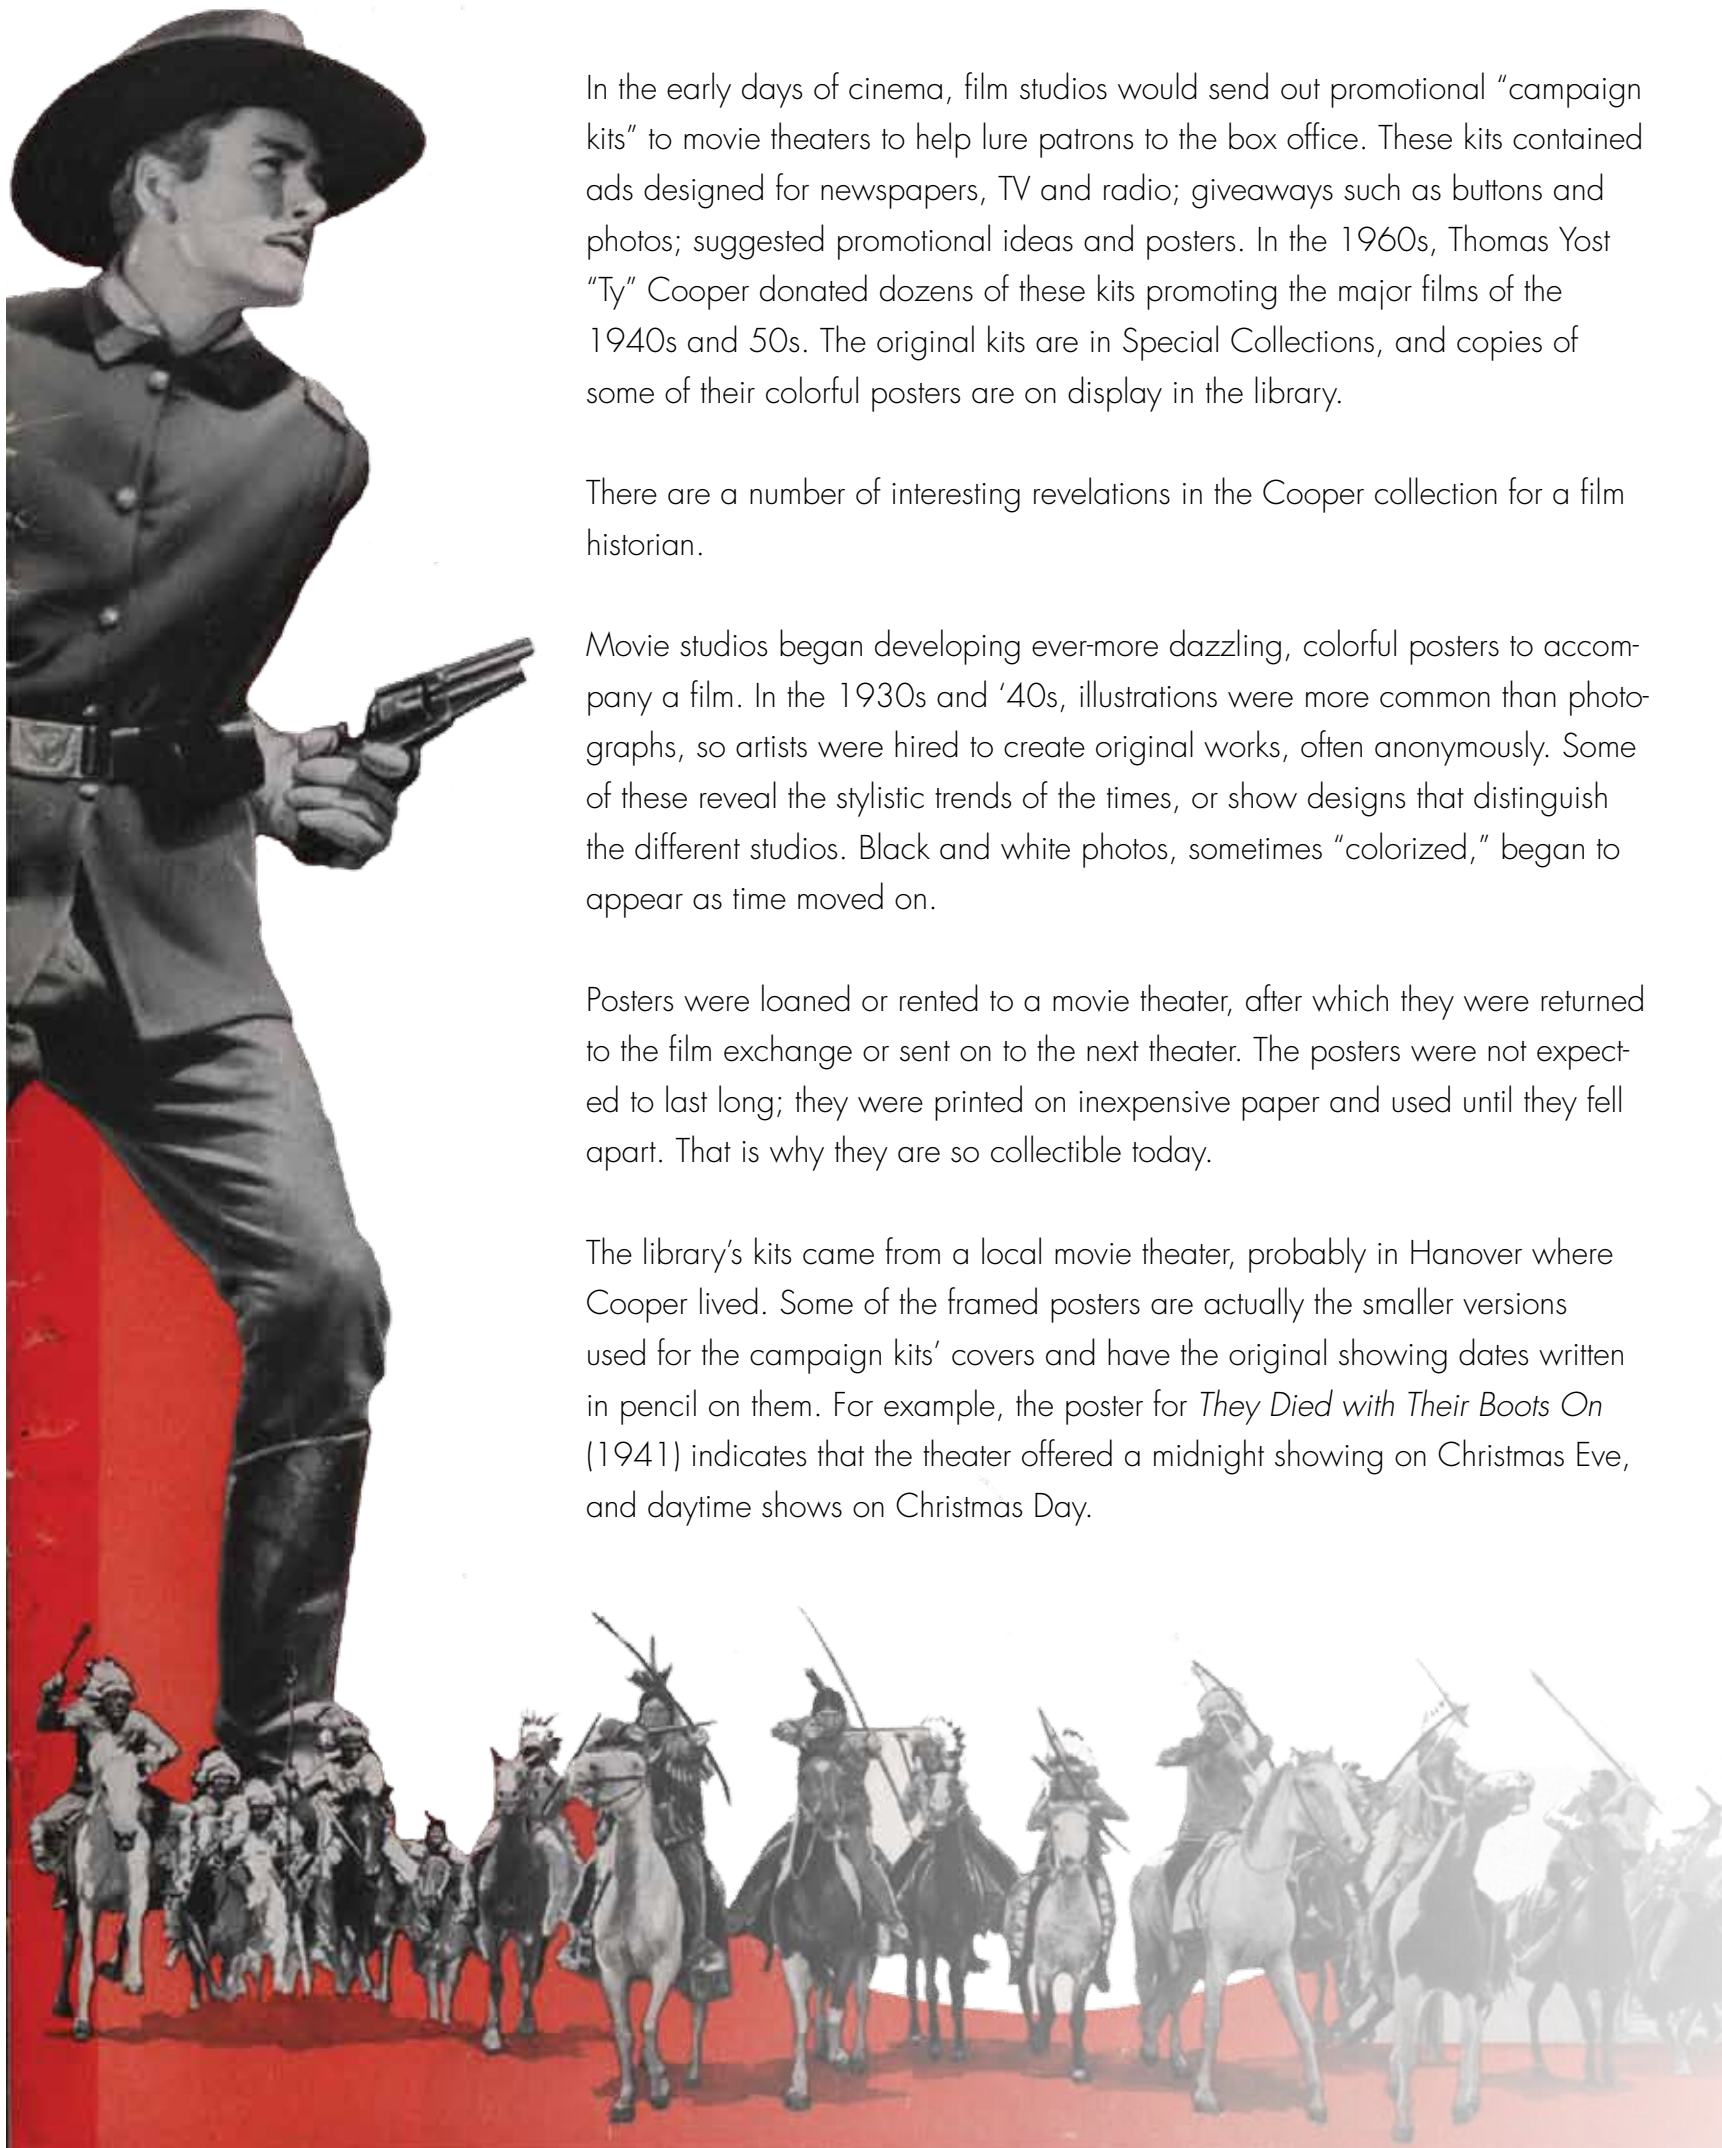 In the early days of cinema, film studios would send out promotional “campaign
kits” to movie theaters to help lure patrons to the box office. These kits contained
ads designed for newspapers, TV and radio; giveaways such as buttons and
photos; suggested promotional ideas and posters. In the 1960s, Thomas Yost
“Ty” Cooper donated dozens of these kits promoting the major films of the
1940s and 50s. The original kits are in Special Collections, and copies of
some of their colorful posters are on display in the library.
There are a number of interesting revelations in the Cooper collection for a film
historian.
Movie studios began developing ever-more dazzling, colorful posters to accom-
pany a film. In the 1930s and ‘40s, illustrations were more common than photo-
graphs, so artists were hired to create original works, often anonymously. Some
of these reveal the stylistic trends of the times, or show designs that distinguish
the different studios. Black and white photos, sometimes “colorized,” began to
appear as time moved on.
Posters were loaned or rented to a movie theater, after which they were returned
to the film exchange or sent on to the next theater. The posters were not expect-
ed to last long; they were printed on inexpensive paper and used until they fell
apart. That is why they are so collectible today.
The library’s kits came from a local movie theater, probably in Hanover where
Cooper lived. Some of the framed posters are actually the smaller versions
used for the campaign kits’ covers and have the original showing dates written
in pencil on them. For example, the poster for They Died with Their Boots On
(1941) indicates that the theater offered a midnight showing on Christmas Eve,
and daytime shows on Christmas Day.